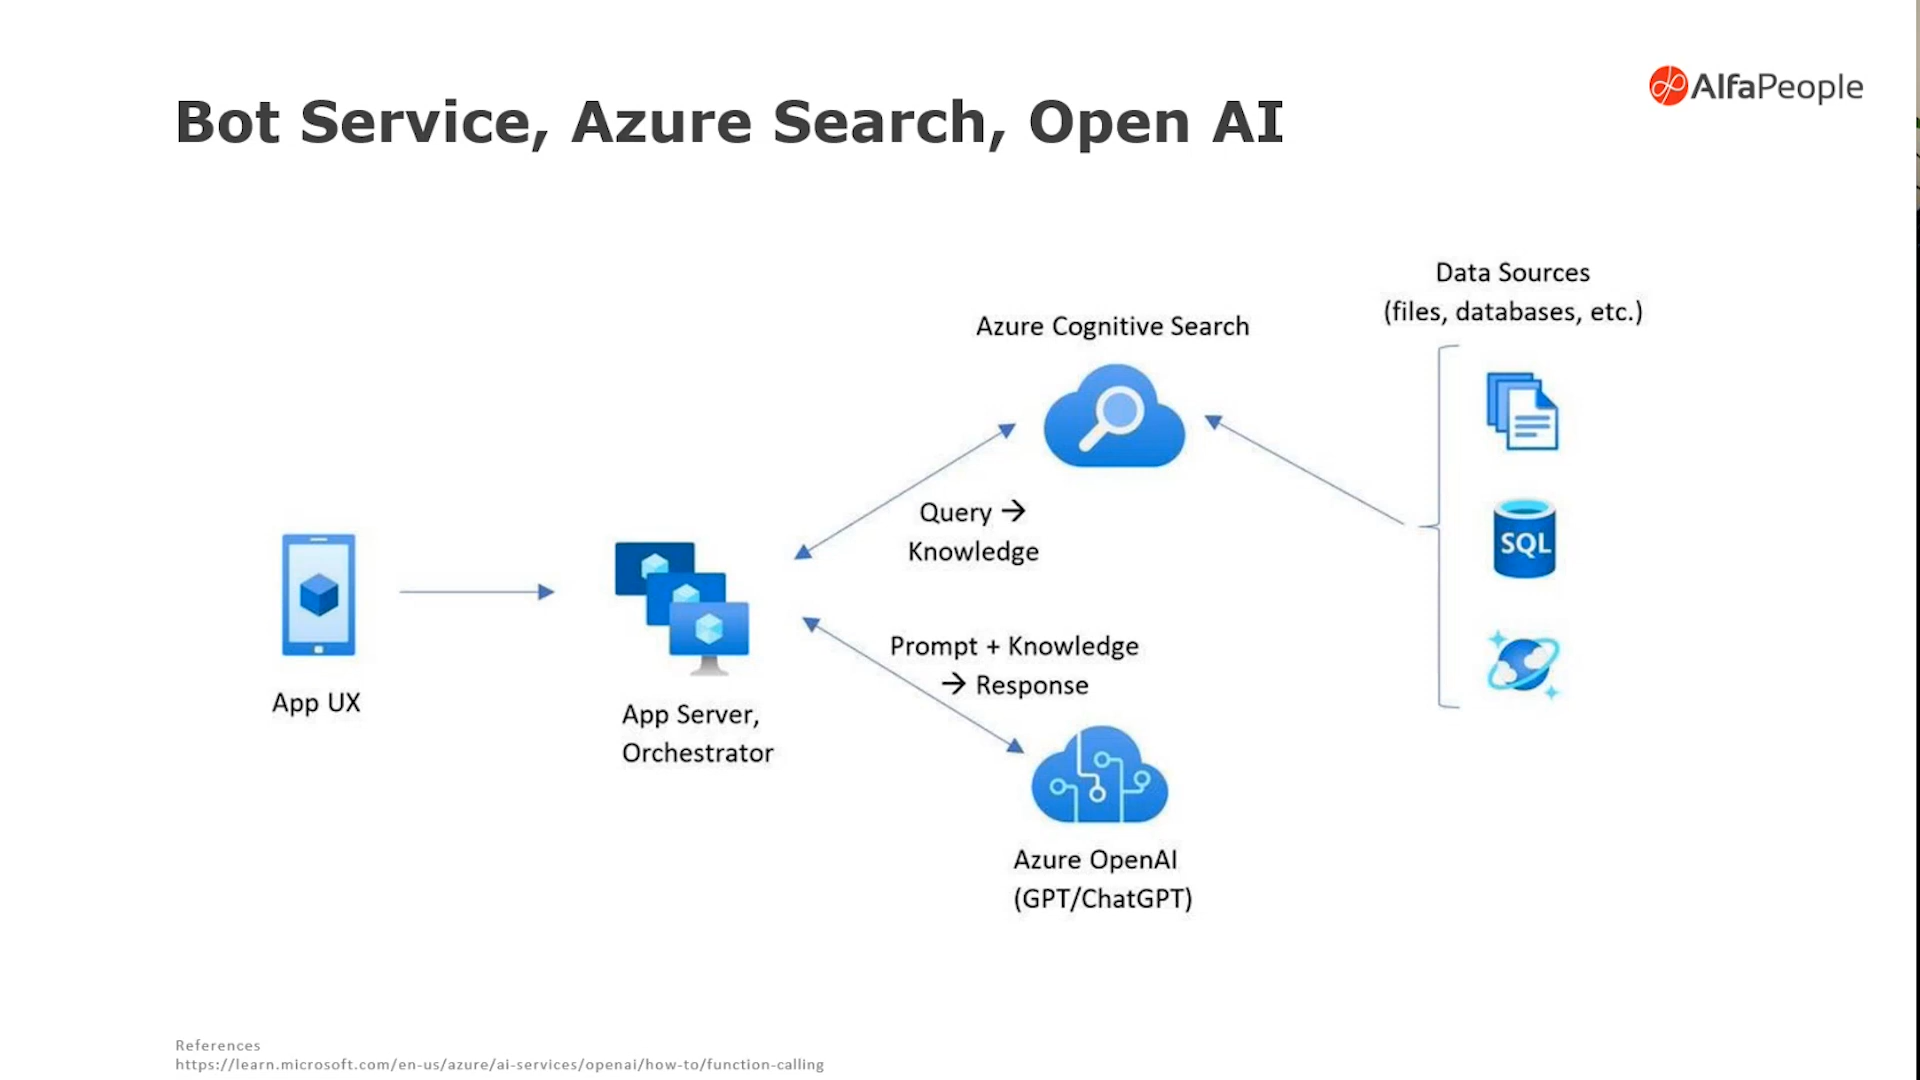 AlfaPeople
Bot Service, Azure Search, Open AI
Data Sources
(files, databases, etc.)
Azure Cognitive Search
Query →
Knowledge
SQL
Prompt + Knowledge
→ Response
App UX
App Server,
Orchestrator
Azure OpenAI
(GPT/ChatGPT)
References
https://learn.microsoft.com/en-us/azure/ai-services/openai/how-to/function-calling